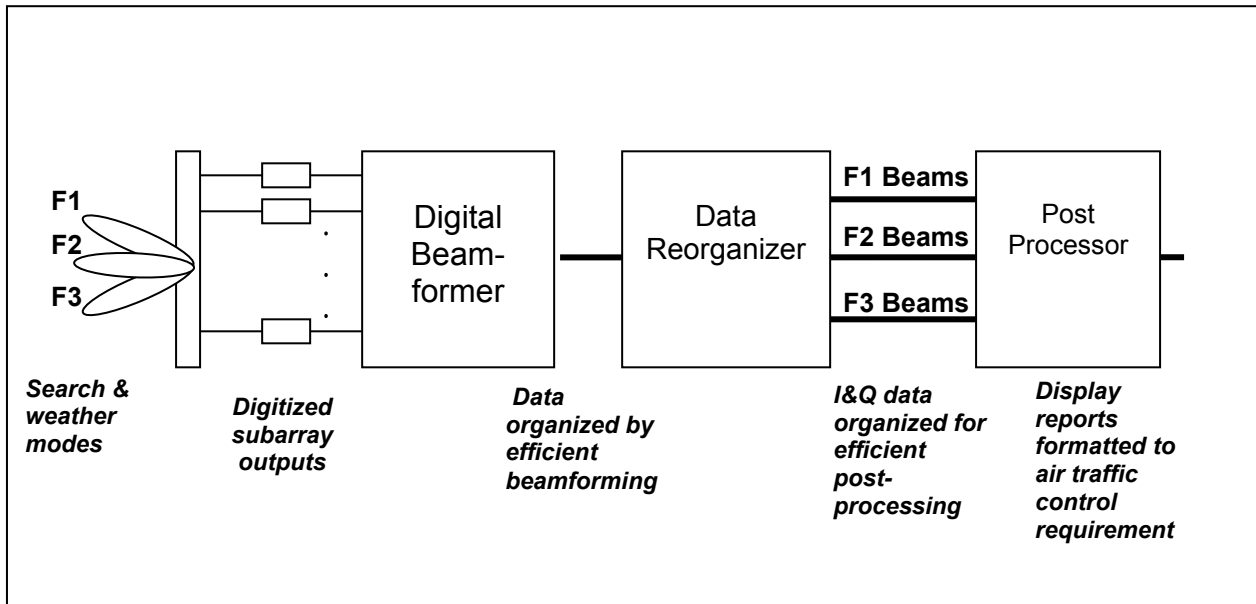 F1
F2
F3
Digital
Beam-
former
Data
Reorganizer
F1 Beams
F2 Beams
F3 Beams
Post
Processor
Search &
weather
modes
Digitized
subarray
outputs
Data
organized by
efficient
beamforming
I&Q data
organized for
efficient
post-
processing
Display
reports
formatted to
air traffic
control
requirement